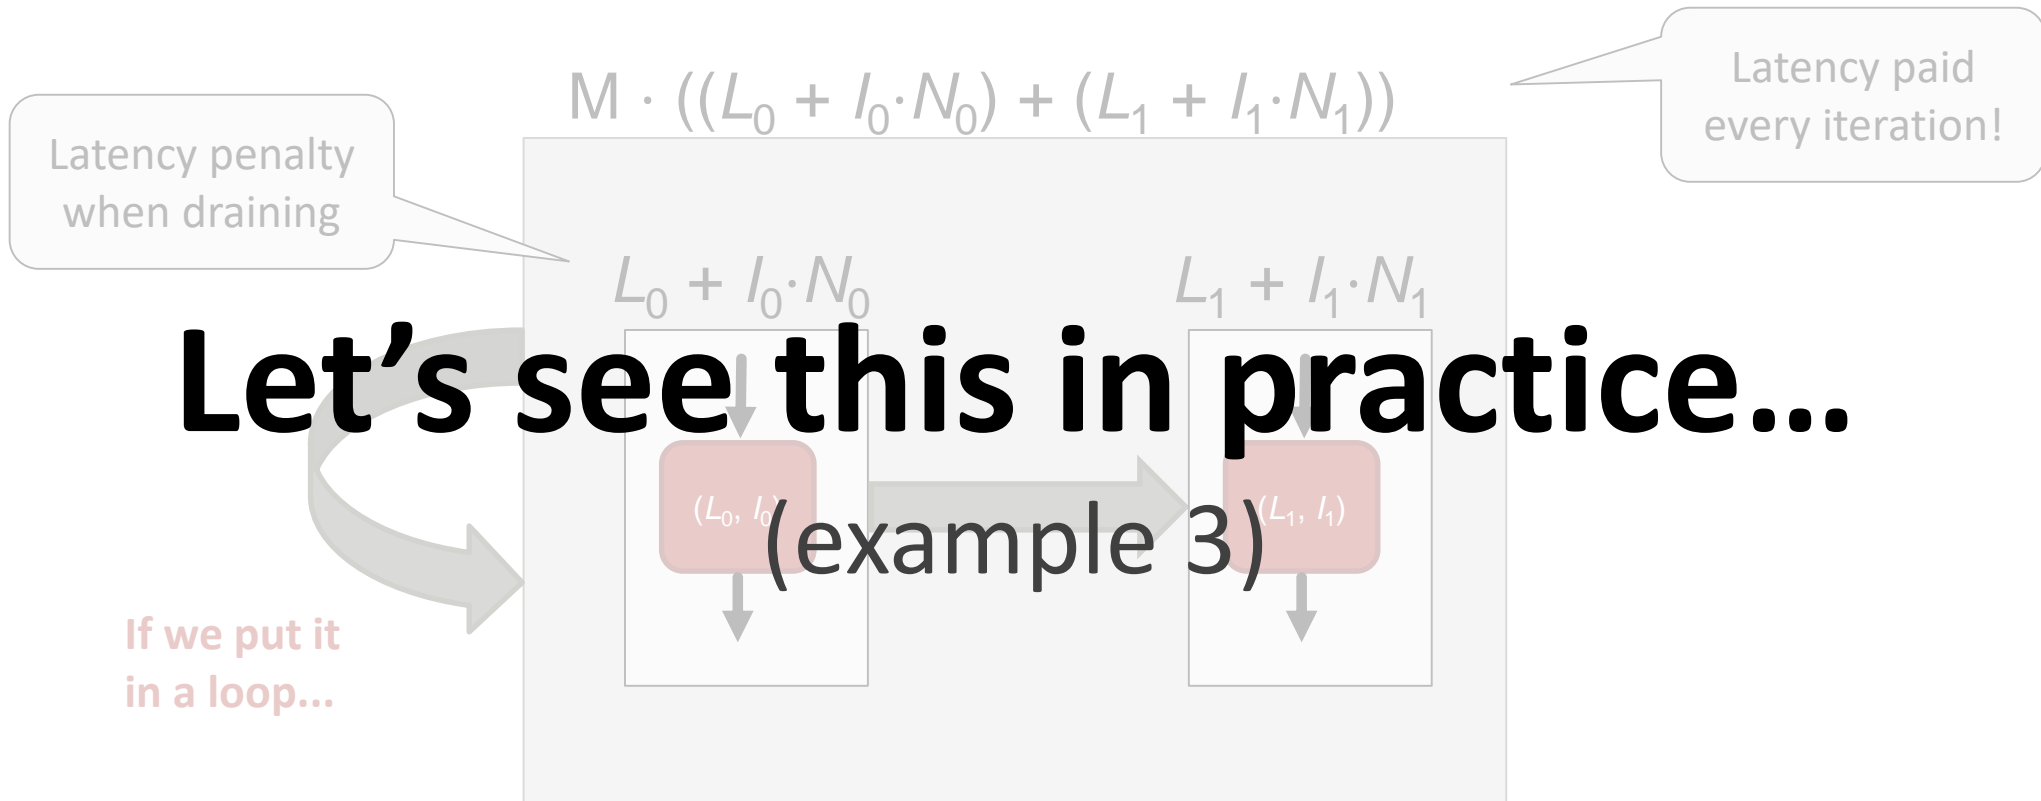 Latency paid
every iteration!
M · ((L₀ + I₀·N₀) + (L₁ + I₁·N₁))
Latency penalty
when draining
L₀ + I₀·N₀
L₁ + I₁·N₁
Let’s see this in practice…
(L₀, I₀)
(L₁, I₁)
(example 3)
If we put it
in a loop...